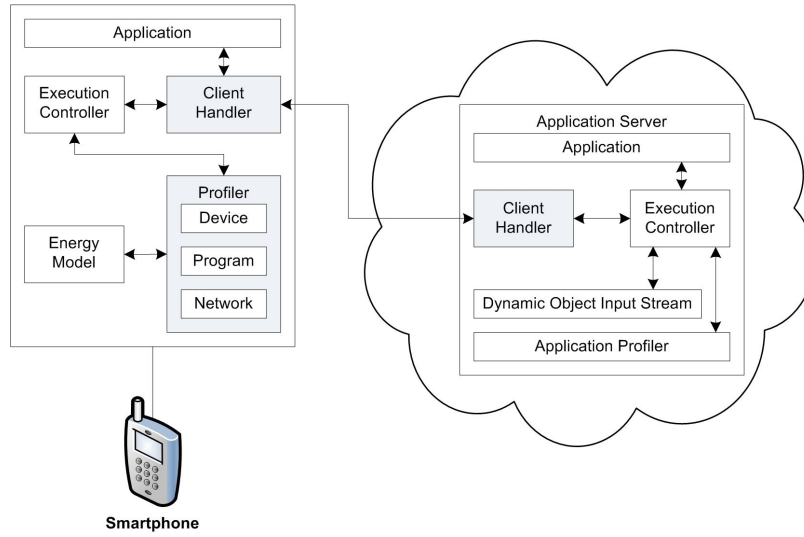 Application
Execution
Controller
Client
Handler
Profiler
Device
Program
Network
Energy
Model
Smartphone
Application Server
Application
Client
Handler
Execution
Controller
Dynamic Object Input Stream
Application Profiler